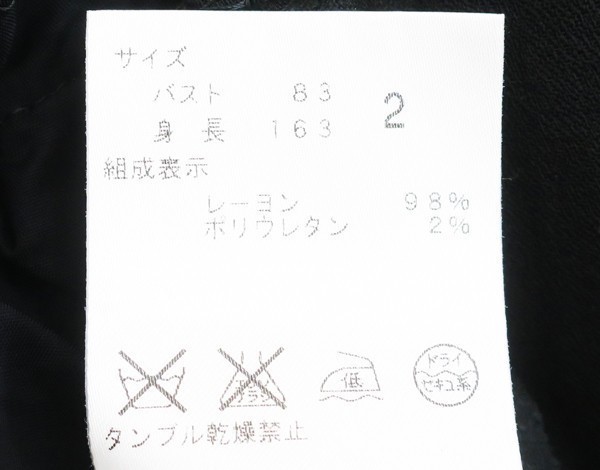 サイズ
バスト 83
2
身長 163
組成表示
レーヨン 98%
ポリウレタン 2%
低
ドライ
セキユ系
タンブル乾燥禁止